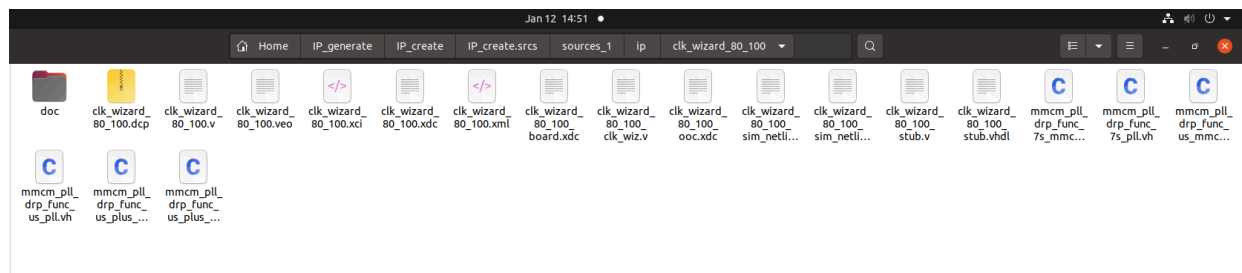 Jan 12 14:51
Home IP_generate IP_create IP_create.srcs sources_1 ip clk_wizard_80_100
doc
clk_wizard_
80_100.dcp
clk_wizard_
80_100.v
clk_wizard_
80_100.veo
clk_wizard_
80_100.xci
clk_wizard_
80_100.xdc
clk_wizard_
80_100.xml
clk_wizard_
80_100_
board.xdc
clk_wizard_
80_100_
clk_wiz.v
clk_wizard_
80_100_
ooc.xdc
clk_wizard_
80_100_
sim_netli...
clk_wizard_
80_100_
sim_netli...
clk_wizard_
80_100_
stub.v
clk_wizard_
80_100_
stub.vhdl
C
mmcm_pll_
drp_func_
7s_mmc...
C
mmcm_pll_
drp_func_
7s_pll.vh
C
mmcm_pll_
drp_func_
us_mmc...
C
mmcm_pll_
drp_func_
us_pll.vh
C
mmcm_pll_
drp_func_
us_plus_...
C
mmcm_pll_
drp_func_
us_plus_...